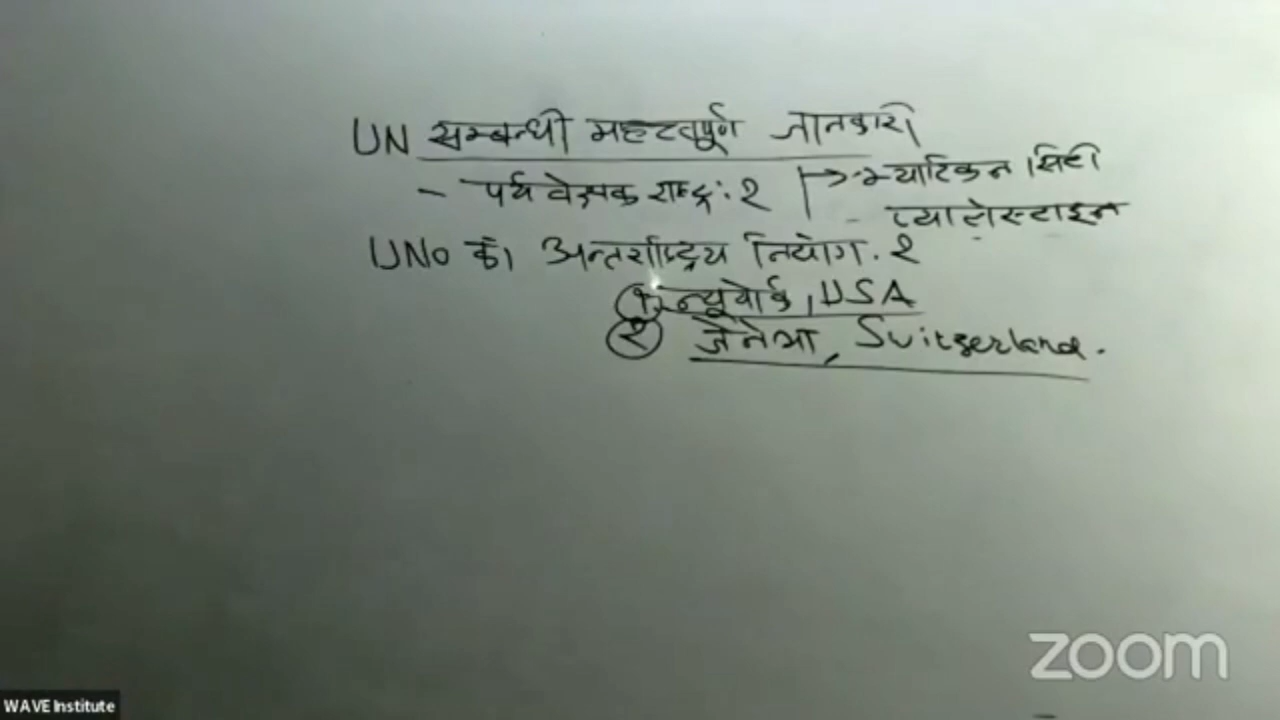 UN सम्बन्धी महत्वपूर्ण जानकारी
- पर्यवेक्षक राष्ट्र: २ → भ्याटिकन सिटी
प्यालेस्टाइन
UNO को अन्तर्राष्ट्रिय नियोग. २
१ न्यूयोर्क, USA
२ जेनेभा, Switzerland.
zoom
WAVE Institute